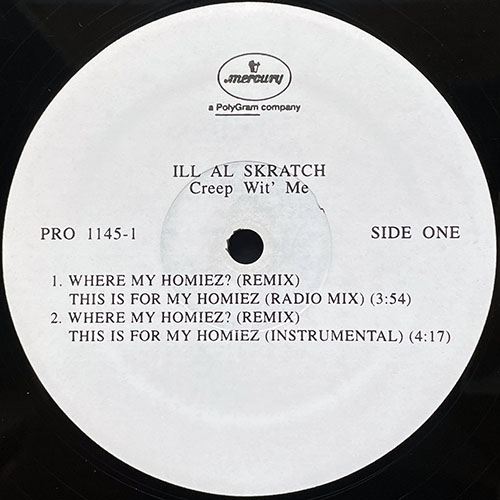 mercury
a PolyGram company
ILL AL SKRATCH
Creep Wit' Me
PRO 1145-1 SIDE ONE
1. WHERE MY HOMIEZ? (REMIX)
THIS IS FOR MY HOMIEZ (RADIO MIX) (3:54)
2. WHERE MY HOMIEZ? (REMIX)
THIS IS FOR MY HOMiEZ (INSTRUMENTAL) (4:17)